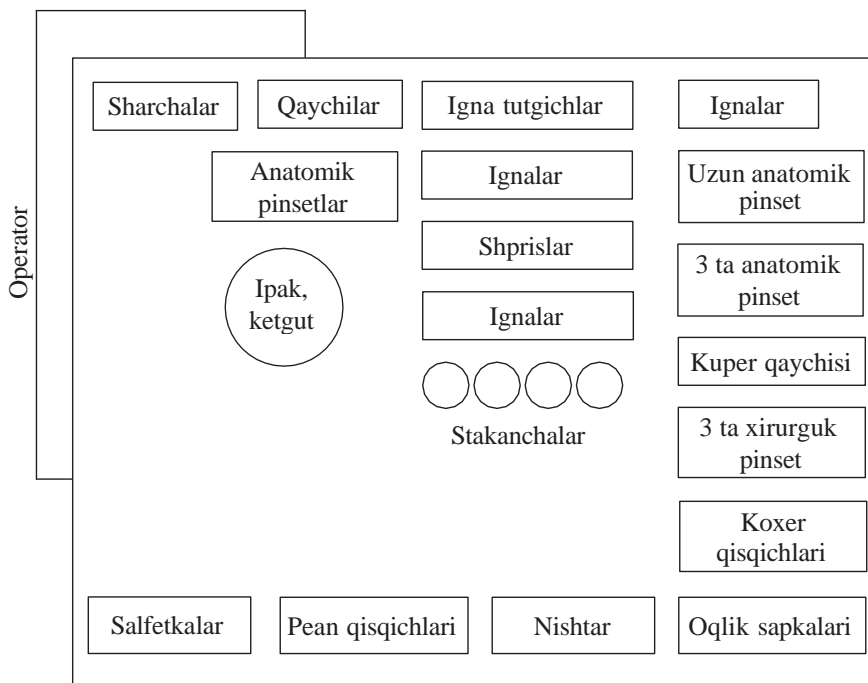 Operator
Sharchalar
Qaychilar
Igna tutgichlar
Ignalar
Anatomik
pinsetlar
Ignalar
Uzun anatomik
pinset
Shprislar
3 ta anatomik
pinset
Ipak,
ketgut
Ignalar
Kuper qaychisi
Stakanchalar
3 ta xirurguk
pinset
Koxer
qisqichlari
Salfetkalar
Pean qisqichlari
Nishtar
Oqlik sapkalari